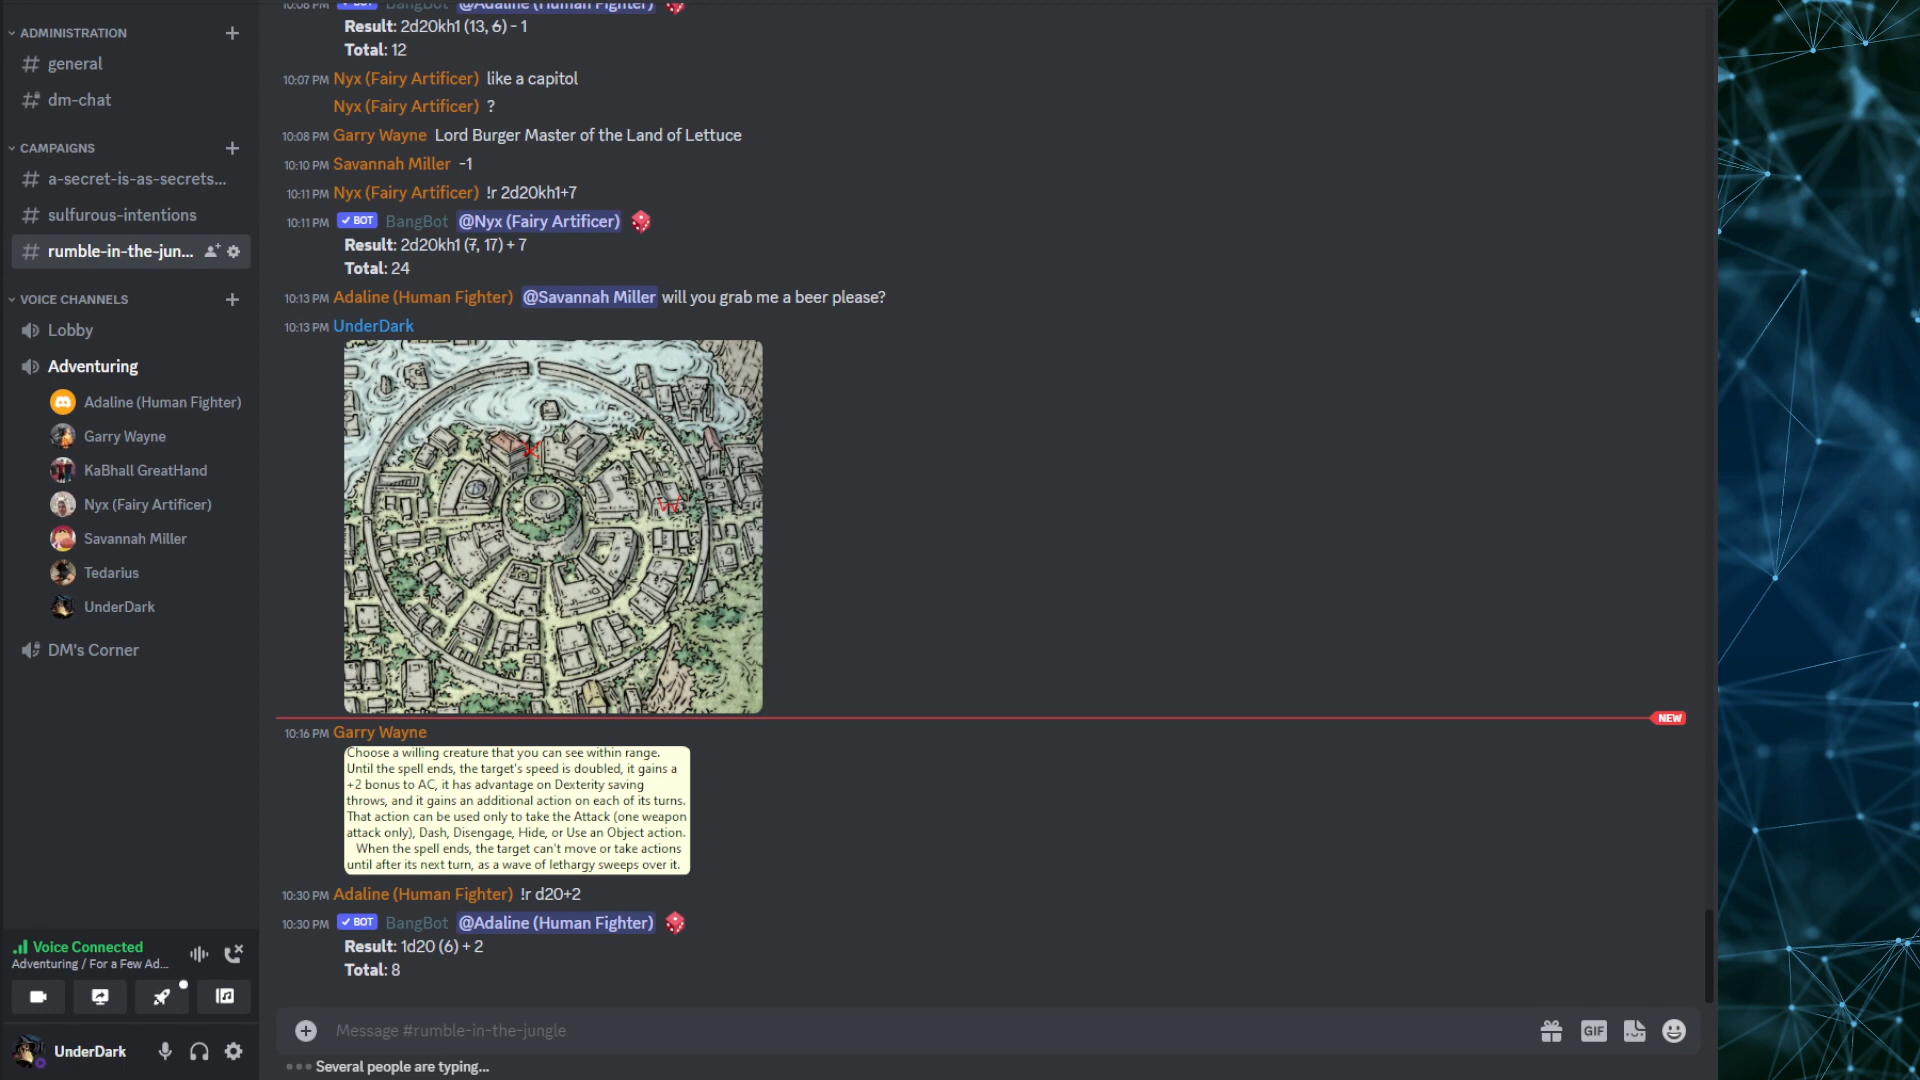 ADMINISTRATION
general
dm-chat
CAMPAIGNS
a-secret-is-as-secrets...
sulfurous-intentions
rumble-in-the-jun...
VOICE CHANNELS
Lobby
Adventuring
Adaline (Human Fighter)
Garry Wayne
KaBhall GreatHand
Nyx (Fairy Artificer)
Savannah Miller
Tedarius
UnderDark
DM's Corner
Voice Connected
Adventuring / For a Few Ad...
UnderDark
10:06 PM BOT BangBot @Adaline (Human Fighter)
Result: 2d20kh1 (13, 6) - 1
Total: 12
10:07 PM Nyx (Fairy Artificer) like a capitol
Nyx (Fairy Artificer) ?
10:08 PM Garry Wayne Lord Burger Master of the Land of Lettuce
10:10 PM Savannah Miller -1
10:11 PM Nyx (Fairy Artificer) !r 2d20kh1+7
10:11 PM BOT BangBot @Nyx (Fairy Artificer)
Result: 2d20kh1 (7, 17) + 7
Total: 24
10:13 PM Adaline (Human Fighter) @Savannah Miller will you grab me a beer please?
10:13 PM UnderDark
X
W
NEW
10:16 PM Garry Wayne
Choose a willing creature that you can see within range.
Until the spell ends, the target's speed is doubled, it gains a
+2 bonus to AC, it has advantage on Dexterity saving
throws, and it gains an additional action on each of its turns.
That action can be used only to take the Attack (one weapon
attack only), Dash, Disengage, Hide, or Use an Object action.
When the spell ends, the target can't move or take actions
until after its next turn, as a wave of lethargy sweeps over it.
10:30 PM Adaline (Human Fighter) !r d20+2
10:30 PM BOT BangBot @Adaline (Human Fighter)
Result: 1d20 (6) + 2
Total: 8
Message #rumble-in-the-jungle
GIF
Several people are typing...